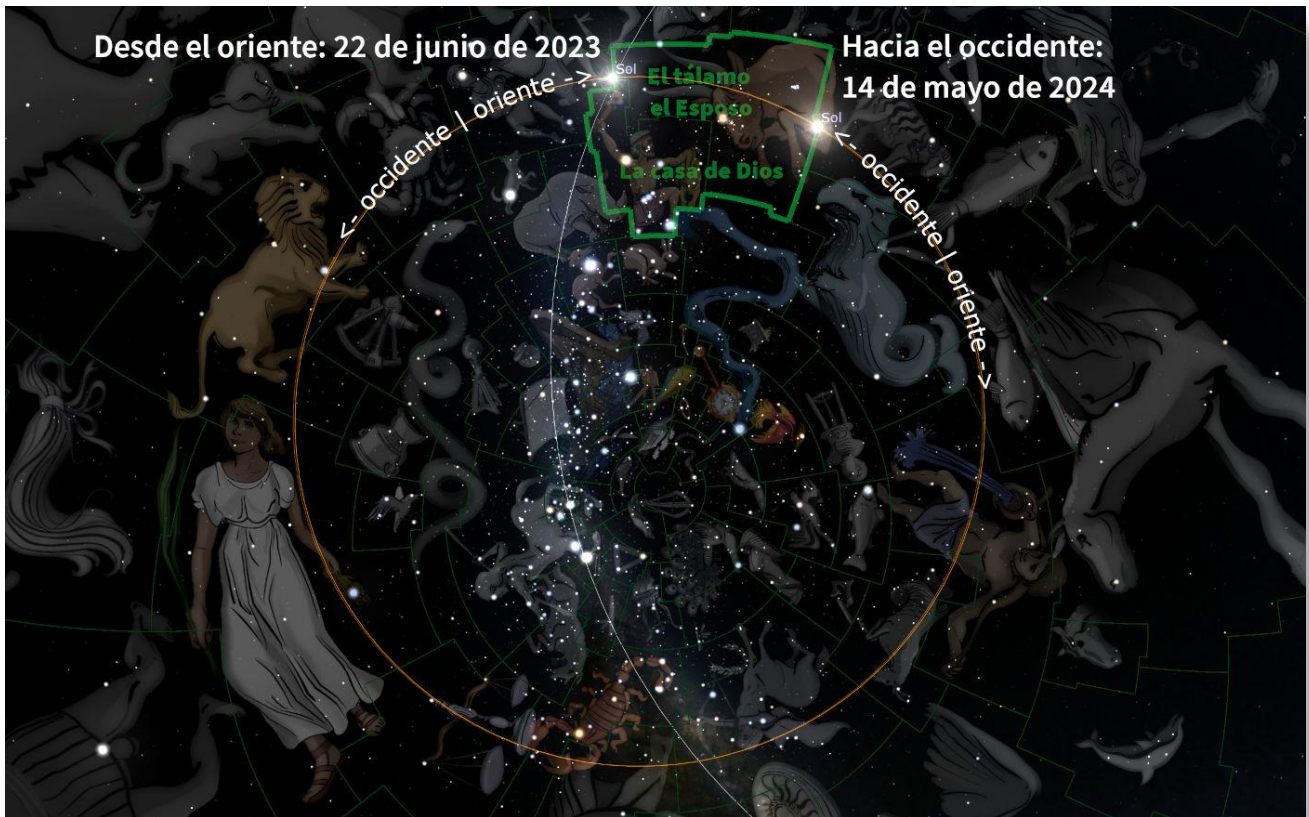 Desde el oriente: 22 de junio de 2023
Hacia el occidente:
14 de mayo de 2024
Sol
El tálamo
el Esposo
Sol
La casa de Dios
<- occidente | oriente ->
<- occidente | oriente ->